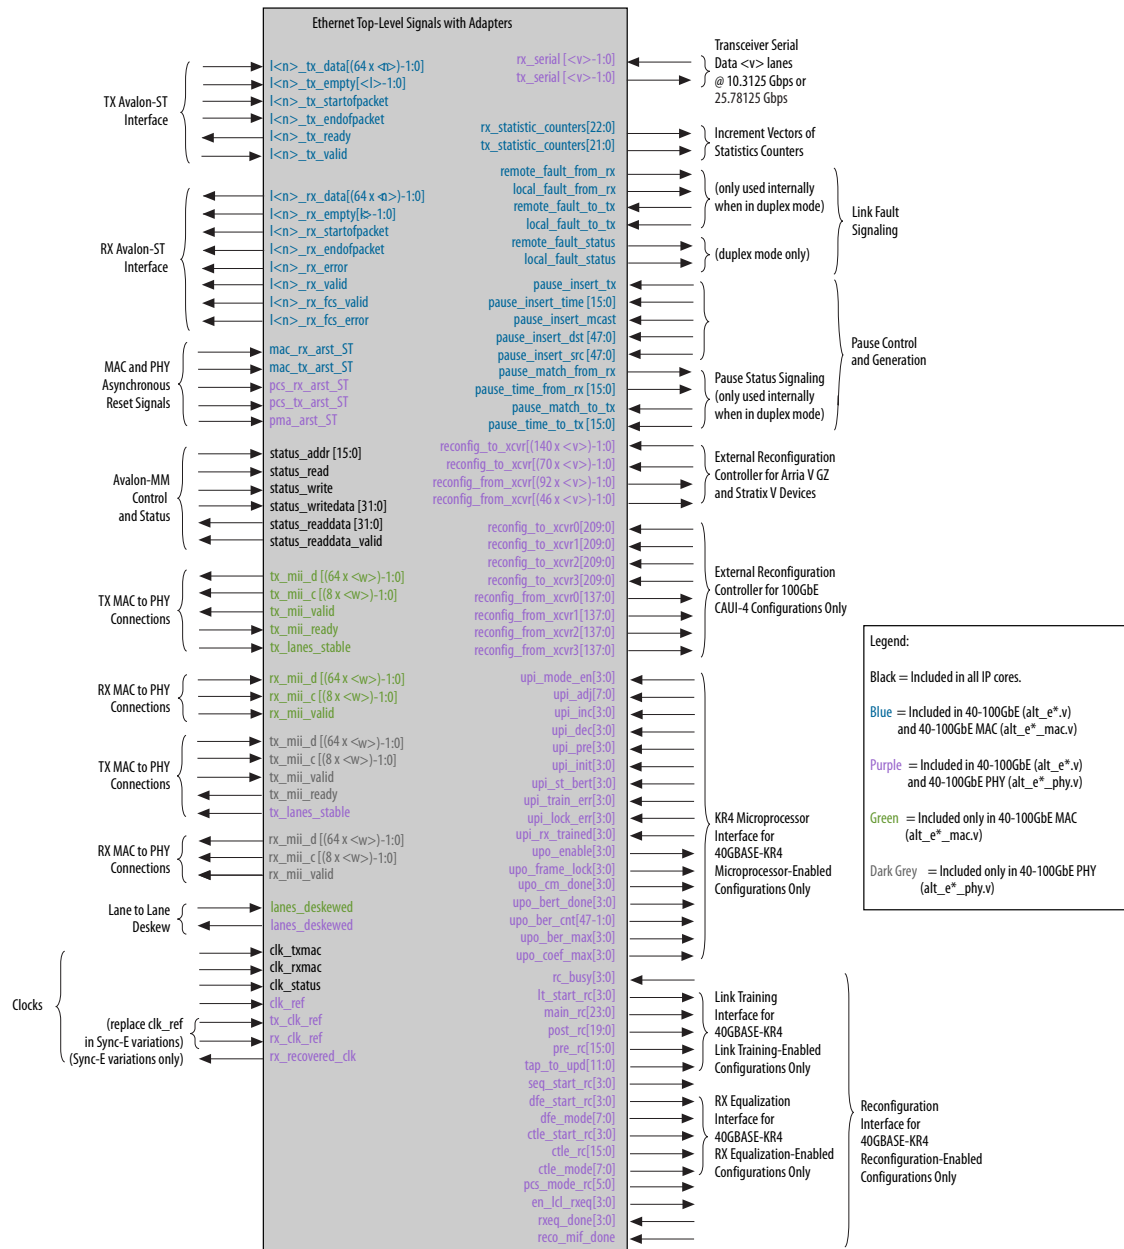 Ethernet Top-Level Signals with Adapters
TX Avalon-ST
Interface
l<n>_tx_data[(64 x <n>)-1:0]
l<n>_tx_empty[<l>-1:0]
l<n>_tx_startofpacket
l<n>_tx_endofpacket
l<n>_tx_ready
l<n>_tx_valid
RX Avalon-ST
Interface
l<n>_rx_data[(64 x <n>)-1:0]
l<n>_rx_empty[<l>-1:0]
l<n>_rx_startofpacket
l<n>_rx_endofpacket
l<n>_rx_error
l<n>_rx_valid
l<n>_rx_fcs_valid
l<n>_rx_fcs_error
MAC and PHY
Asynchronous
Reset Signals
mac_rx_arst_ST
mac_tx_arst_ST
pcs_rx_arst_ST
pcs_tx_arst_ST
pma_arst_ST
Avalon-MM
Control
and Status
status_addr [15:0]
status_read
status_write
status_writedata [31:0]
status_readdata [31:0]
status_readdata_valid
TX MAC to PHY
Connections
tx_mii_d [(64 x <w>)-1:0]
tx_mii_c [(8 x <w>)-1:0]
tx_mii_valid
tx_mii_ready
tx_lanes_stable
RX MAC to PHY
Connections
rx_mii_d [(64 x <w>)-1:0]
rx_mii_c [(8 x <w>)-1:0]
rx_mii_valid
TX MAC to PHY
Connections
tx_mii_d [(64 x <w>)-1:0]
tx_mii_c [(8 x <w>)-1:0]
tx_mii_valid
tx_mii_ready
tx_lanes_stable
RX MAC to PHY
Connections
rx_mii_d [(64 x <w>)-1:0]
rx_mii_c [(8 x <w>)-1:0]
rx_mii_valid
Lane to Lane
Deskew
lanes_deskewed
lanes_deskewed
Clocks
clk_txmac
clk_rxmac
clk_status
clk_ref
(replace clk_ref
in Sync-E variations)
tx_clk_ref
rx_clk_ref
(Sync-E variations only)
rx_recovered_clk
rx_serial [<v>-1:0]
tx_serial [<v>-1:0]
Transceiver Serial
Data <v> lanes
@ 10.3125 Gbps or
25.78125 Gbps
rx_statistic_counters[22:0]
tx_statistic_counters[21:0]
Increment Vectors of
Statistics Counters
remote_fault_from_rx
local_fault_from_rx
remote_fault_to_tx
local_fault_to_tx
(only used internally
when in duplex mode)
remote_fault_status
local_fault_status
(duplex mode only)
Link Fault
Signaling
pause_insert_tx
pause_insert_time [15:0]
pause_insert_mcast
pause_insert_dst [47:0]
pause_insert_src [47:0]
pause_match_from_rx
pause_time_from_rx [15:0]
pause_match_to_tx
pause_time_to_tx [15:0]
Pause Status Signaling
(only used internally
when in duplex mode)
Pause Control
and Generation
reconfig_to_xcvr[(140 x <v>)-1:0]
reconfig_to_xcvr[(70 x <v>)-1:0]
reconfig_from_xcvr[(92 x <v>)-1:0]
reconfig_from_xcvr[(46 x <v>)-1:0]
External Reconfiguration
Controller for Arria V GZ
and Stratix V Devices
reconfig_to_xcvr0[209:0]
reconfig_to_xcvr1[209:0]
reconfig_to_xcvr2[209:0]
reconfig_to_xcvr3[209:0]
reconfig_from_xcvr0[137:0]
reconfig_from_xcvr1[137:0]
reconfig_from_xcvr2[137:0]
reconfig_from_xcvr3[137:0]
External Reconfiguration
Controller for 100GbE
CAUI-4 Configurations Only
upi_mode_en[3:0]
upi_adj[7:0]
upi_inc[3:0]
upi_dec[3:0]
upi_pre[3:0]
upi_init[3:0]
upi_st_bert[3:0]
upi_train_err[3:0]
upi_lock_err[3:0]
upi_rx_trained[3:0]
upo_enable[3:0]
upo_frame_lock[3:0]
upo_cm_done[3:0]
upo_bert_done[3:0]
upo_ber_cnt[47-1:0]
upo_ber_max[3:0]
upo_coef_max[3:0]
KR4 Microprocessor
Interface for
40GBASE-KR4
Microprocessor-Enabled
Configurations Only
rc_busy[3:0]
lt_start_rc[3:0]
main_rc[23:0]
post_rc[19:0]
pre_rc[15:0]
tap_to_upd[11:0]
Link Training
Interface for
40GBASE-KR4
Link Training-Enabled
Configurations Only
seq_start_rc[3:0]
dfe_start_rc[3:0]
dfe_mode[7:0]
ctle_start_rc[3:0]
ctle_rc[15:0]
ctle_mode[7:0]
RX Equalization
Interface for
40GBASE-KR4
RX Equalization-Enabled
Configurations Only
pcs_mode_rc[5:0]
en_lcl_rxeq[3:0]
rxeq_done[3:0]
reco_mif_done
Reconfiguration
Interface for
40GBASE-KR4
Reconfiguration-Enabled
Configurations Only
Legend:
Black = Included in all IP cores.
Blue = Included in 40-100GbE (alt_e*.v)
and 40-100GbE MAC (alt_e*_mac.v)
Purple = Included in 40-100GbE (alt_e*.v)
and 40-100GbE PHY (alt_e*_phy.v)
Green = Included only in 40-100GbE MAC
(alt_e*_mac.v)
Dark Grey = Included only in 40-100GbE PHY
(alt_e*_phy.v)